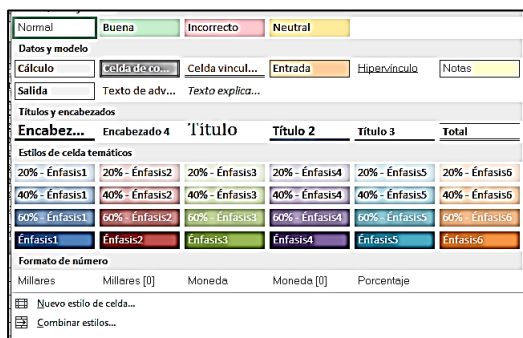 Normal Buena Incorrecto Neutral
Datos y modelo
Cálculo Celda de co... Celda vincul... Entrada Hipervínculo Notas
Salida Texto de adv... Texto explica...
Títulos y encabezados
Encabez... Encabezado 4 Título Título 2 Título 3 Total
Estilos de celda temáticos
20% - Énfasis1 20% - Énfasis2 20% - Énfasis3 20% - Énfasis4 20% - Énfasis5 20% - Énfasis6
40% - Énfasis1 40% - Énfasis2 40% - Énfasis3 40% - Énfasis4 40% - Énfasis5 40% - Énfasis6
60% - Énfasis1 60% - Énfasis2 60% - Énfasis3 60% - Énfasis4 60% - Énfasis5 60% - Énfasis6
Énfasis1 Énfasis2 Énfasis3 Énfasis4 Énfasis5 Énfasis6
Formato de número
Millares Millares [0] Moneda Moneda [0] Porcentaje
Nuevo estilo de celda...
Combinar estilos...